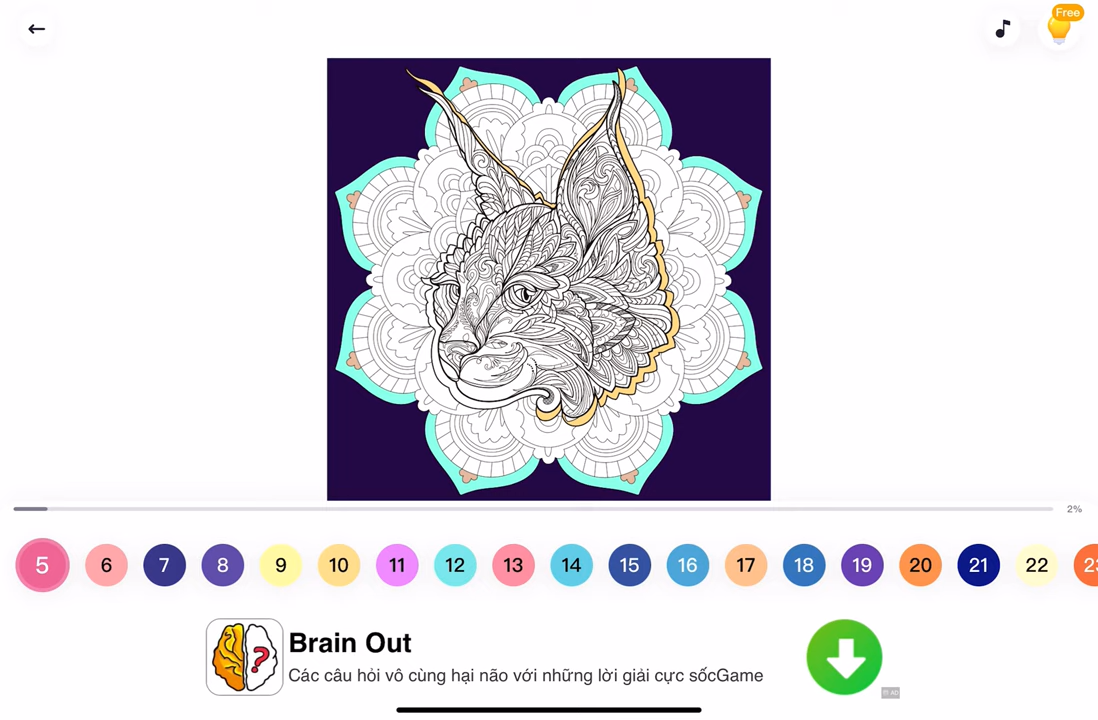 Free
2%
5 6 7 8 9 10 11 12 13 14 15 16 17 18 19 20 21 22
Brain Out
Các câu hỏi vô cùng hại não với những lời giải cực sốcGame
AD